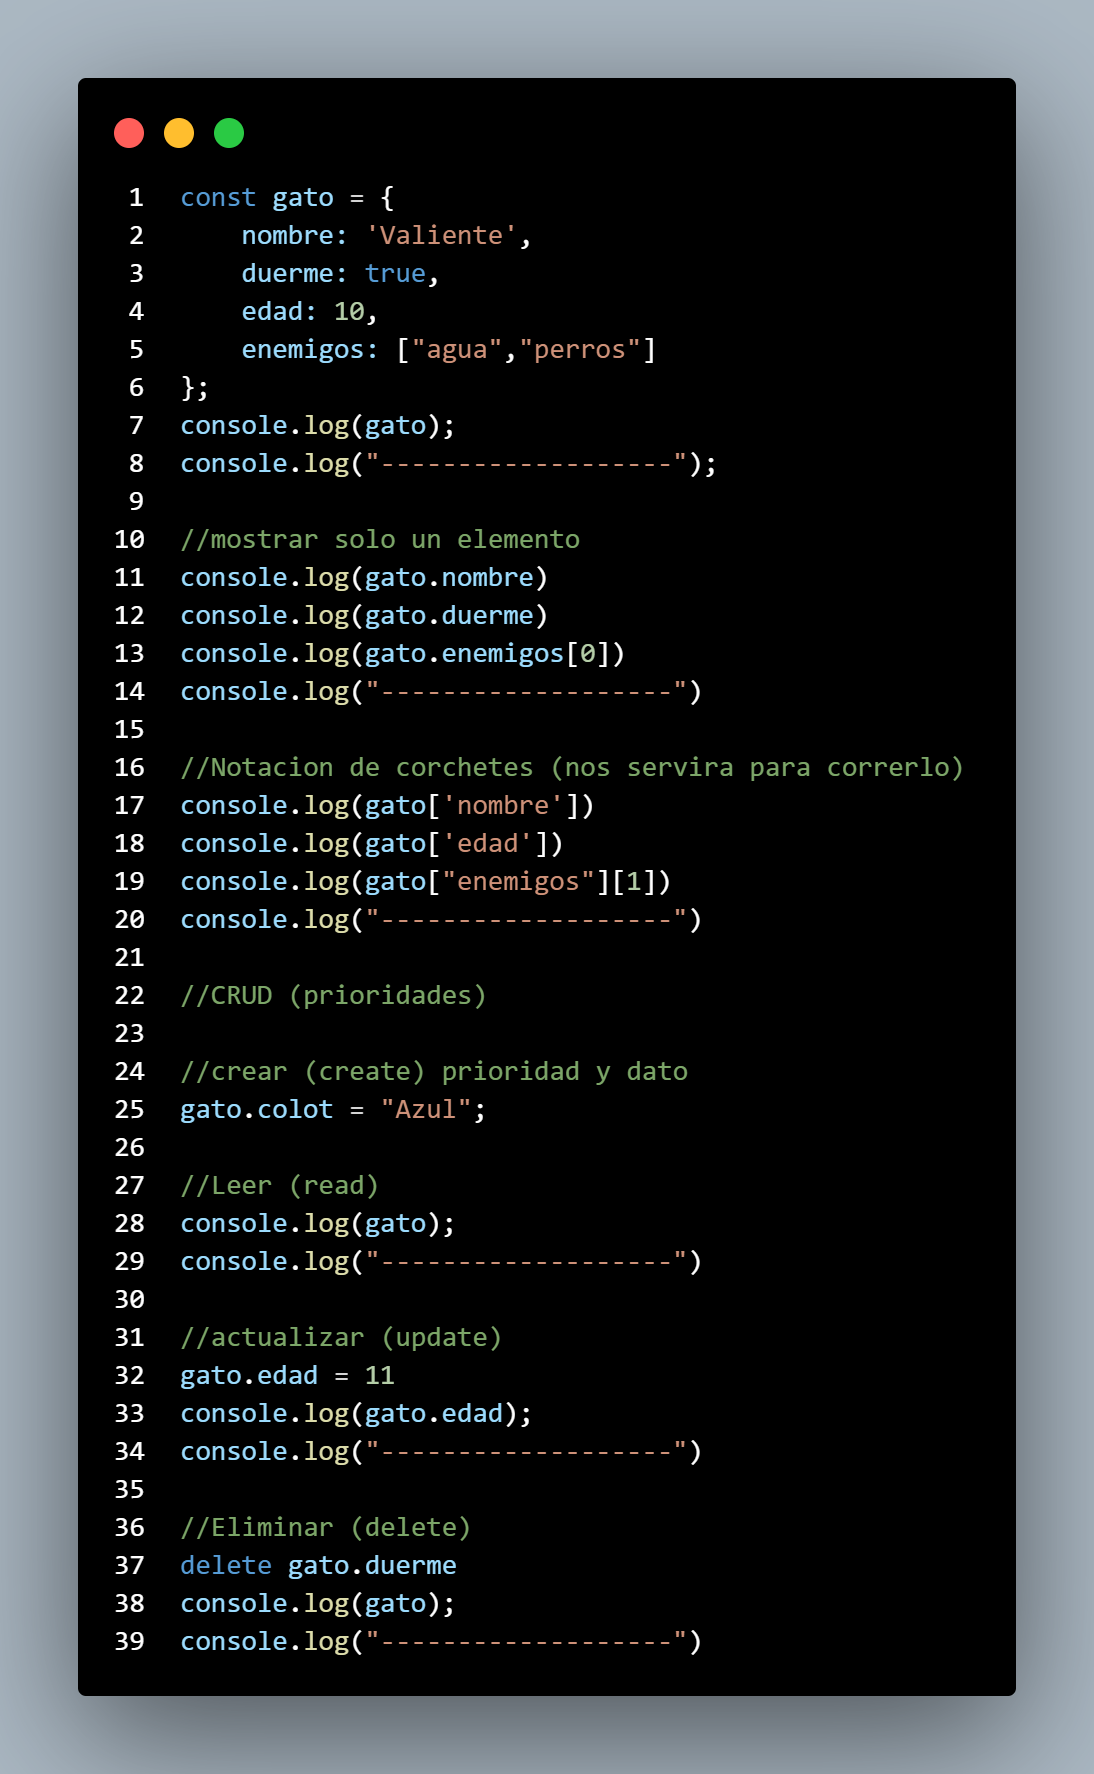 1 const gato = {
2     nombre: 'Valiente',
3     duerme: true,
4     edad: 10,
5     enemigos: ["agua","perros"]
6 };
7 console.log(gato);
8 console.log("-------------------");
9
10 //mostrar solo un elemento
11 console.log(gato.nombre)
12 console.log(gato.duerme)
13 console.log(gato.enemigos[0])
14 console.log("-------------------")
15
16 //Notacion de corchetes (nos servira para correrlo)
17 console.log(gato['nombre'])
18 console.log(gato['edad'])
19 console.log(gato["enemigos"][1])
20 console.log("-------------------")
21
22 //CRUD (prioridades)
23
24 //crear (create) prioridad y dato
25 gato.colot = "Azul";
26
27 //Leer (read)
28 console.log(gato);
29 console.log("-------------------")
30
31 //actualizar (update)
32 gato.edad = 11
33 console.log(gato.edad);
34 console.log("-------------------")
35
36 //Eliminar (delete)
37 delete gato.duerme
38 console.log(gato);
39 console.log("-------------------")